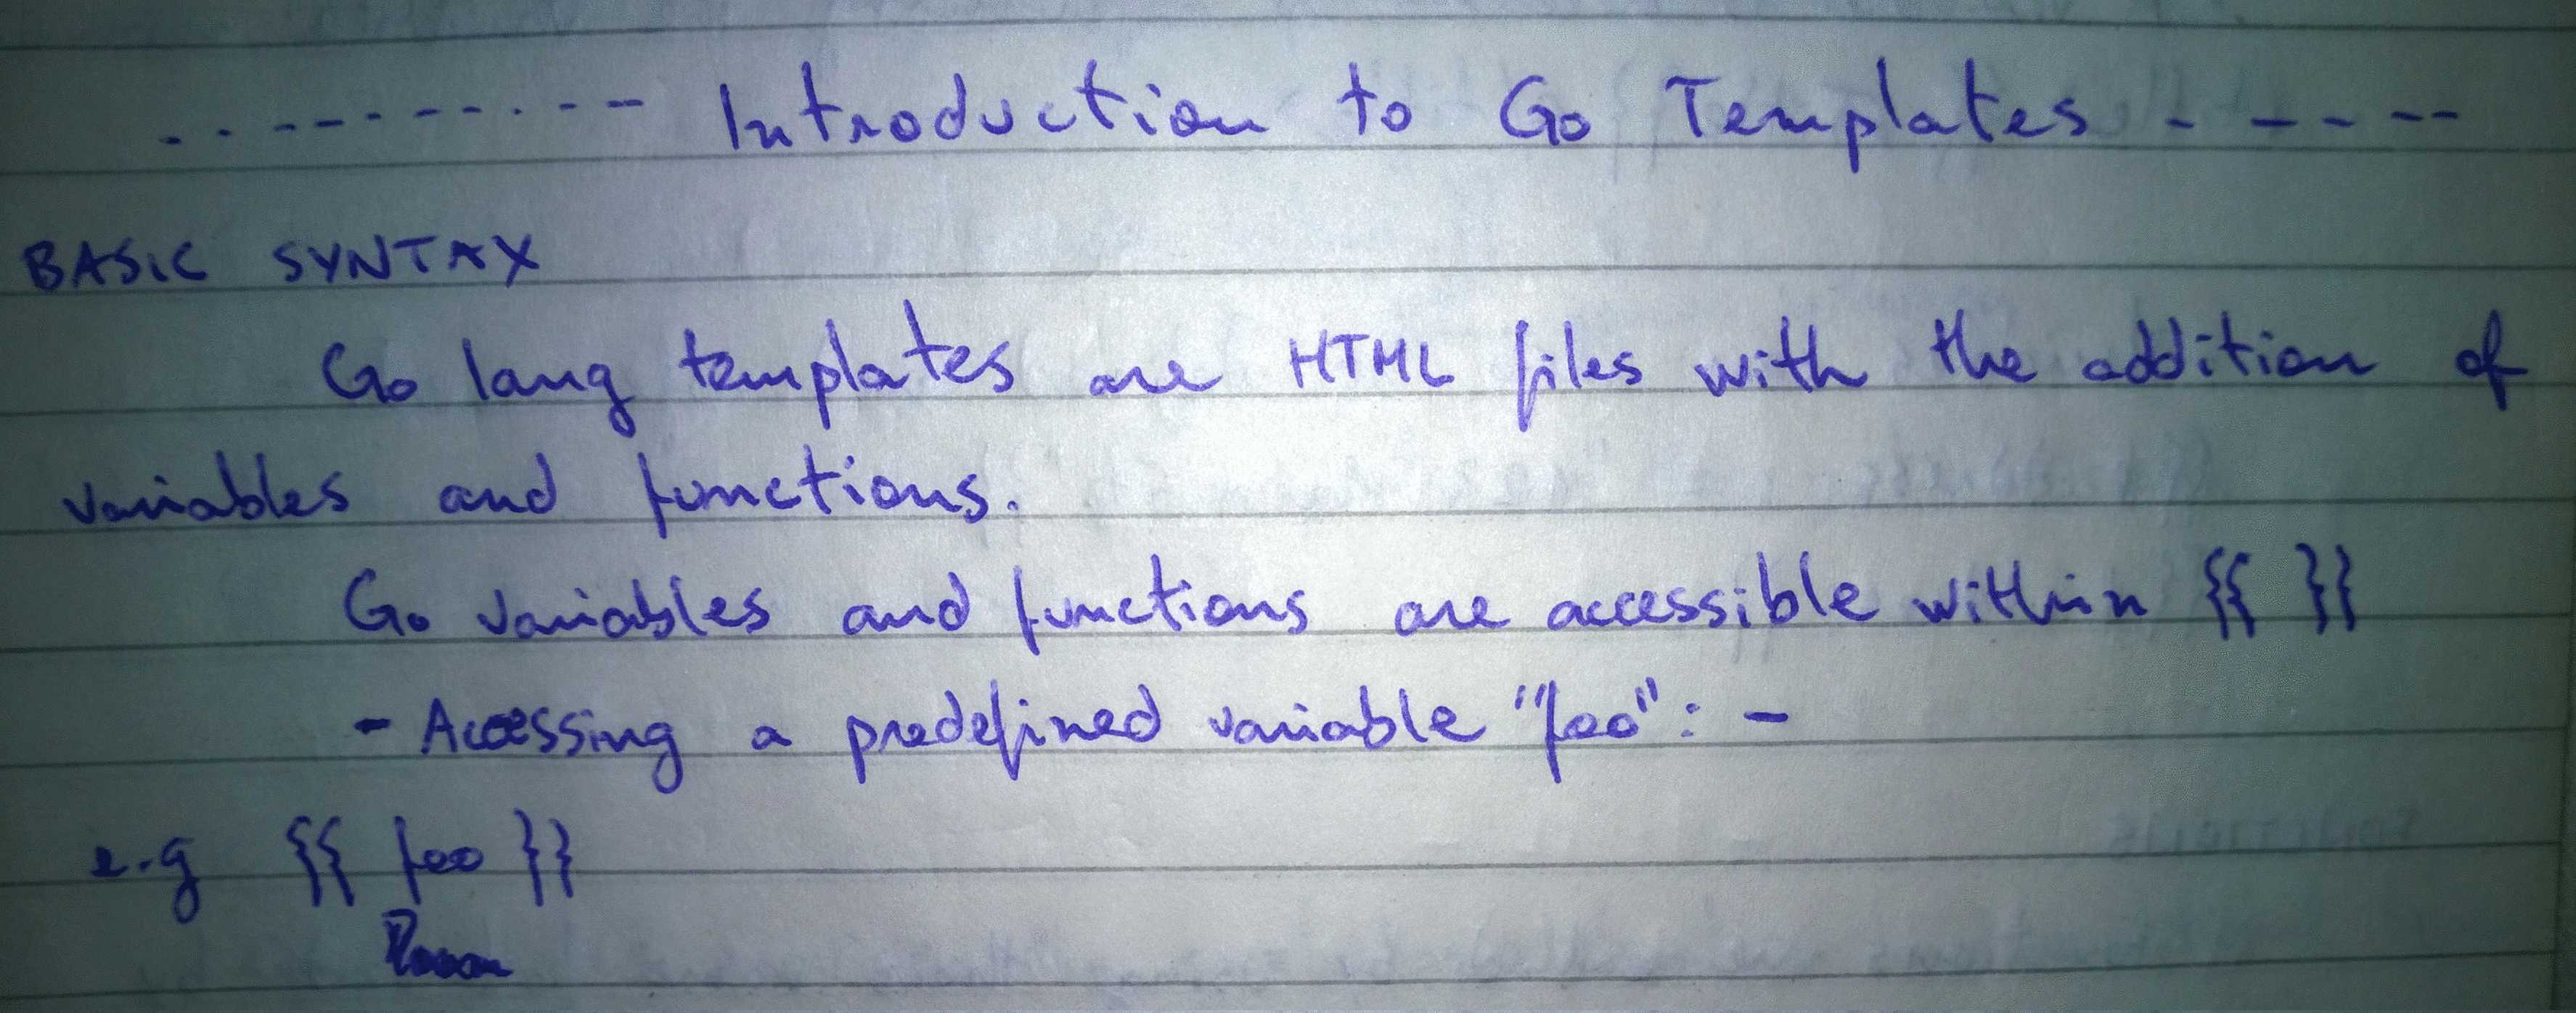 - - - - - - - - - - Introduction to Go Templates - - - - -
BASIC SYNTAX
Go lang templates are HTML files with the addition of
variables and functions.
Go variables and functions are accessible within {{ }}
- Accessing a predefined variable "foo": -
e.g {{ foo }}